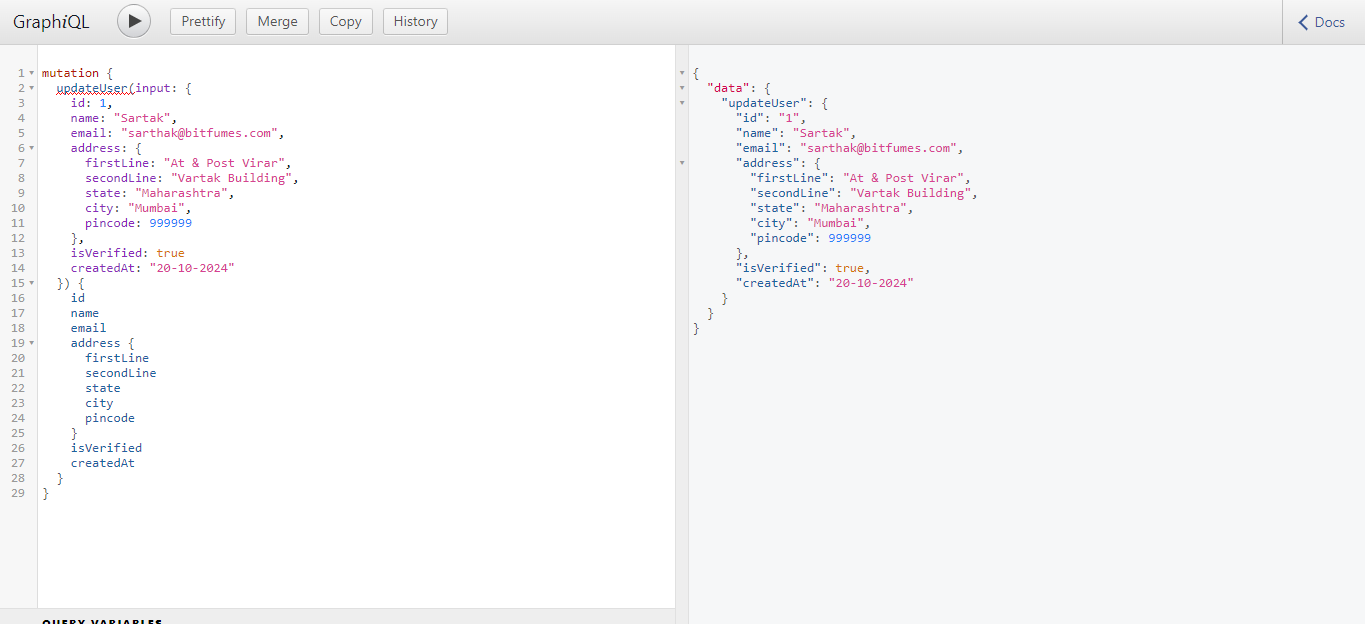 GraphiQL
Prettify
Merge
Copy
History
Docs
1 mutation {
2   updateUser(input: {
3     id: 1,
4     name: "Sartak",
5     email: "sarthak@bitfumes.com",
6     address: {
7       firstLine: "At & Post Virar",
8       secondLine: "Vartak Building",
9       state: "Maharashtra",
10       city: "Mumbai",
11       pincode: 999999
12     },
13     isVerified: true
14     createdAt: "20-10-2024"
15   }) {
16     id
17     name
18     email
19     address {
20       firstLine
21       secondLine
22       state
23       city
24       pincode
25     }
26     isVerified
27     createdAt
28   }
29 }
QUERY VARIABLES
{
  "data": {
    "updateUser": {
      "id": "1",
      "name": "Sartak",
      "email": "sarthak@bitfumes.com",
      "address": {
        "firstLine": "At & Post Virar",
        "secondLine": "Vartak Building",
        "state": "Maharashtra",
        "city": "Mumbai",
        "pincode": 999999
      },
      "isVerified": true,
      "createdAt": "20-10-2024"
    }
  }
}